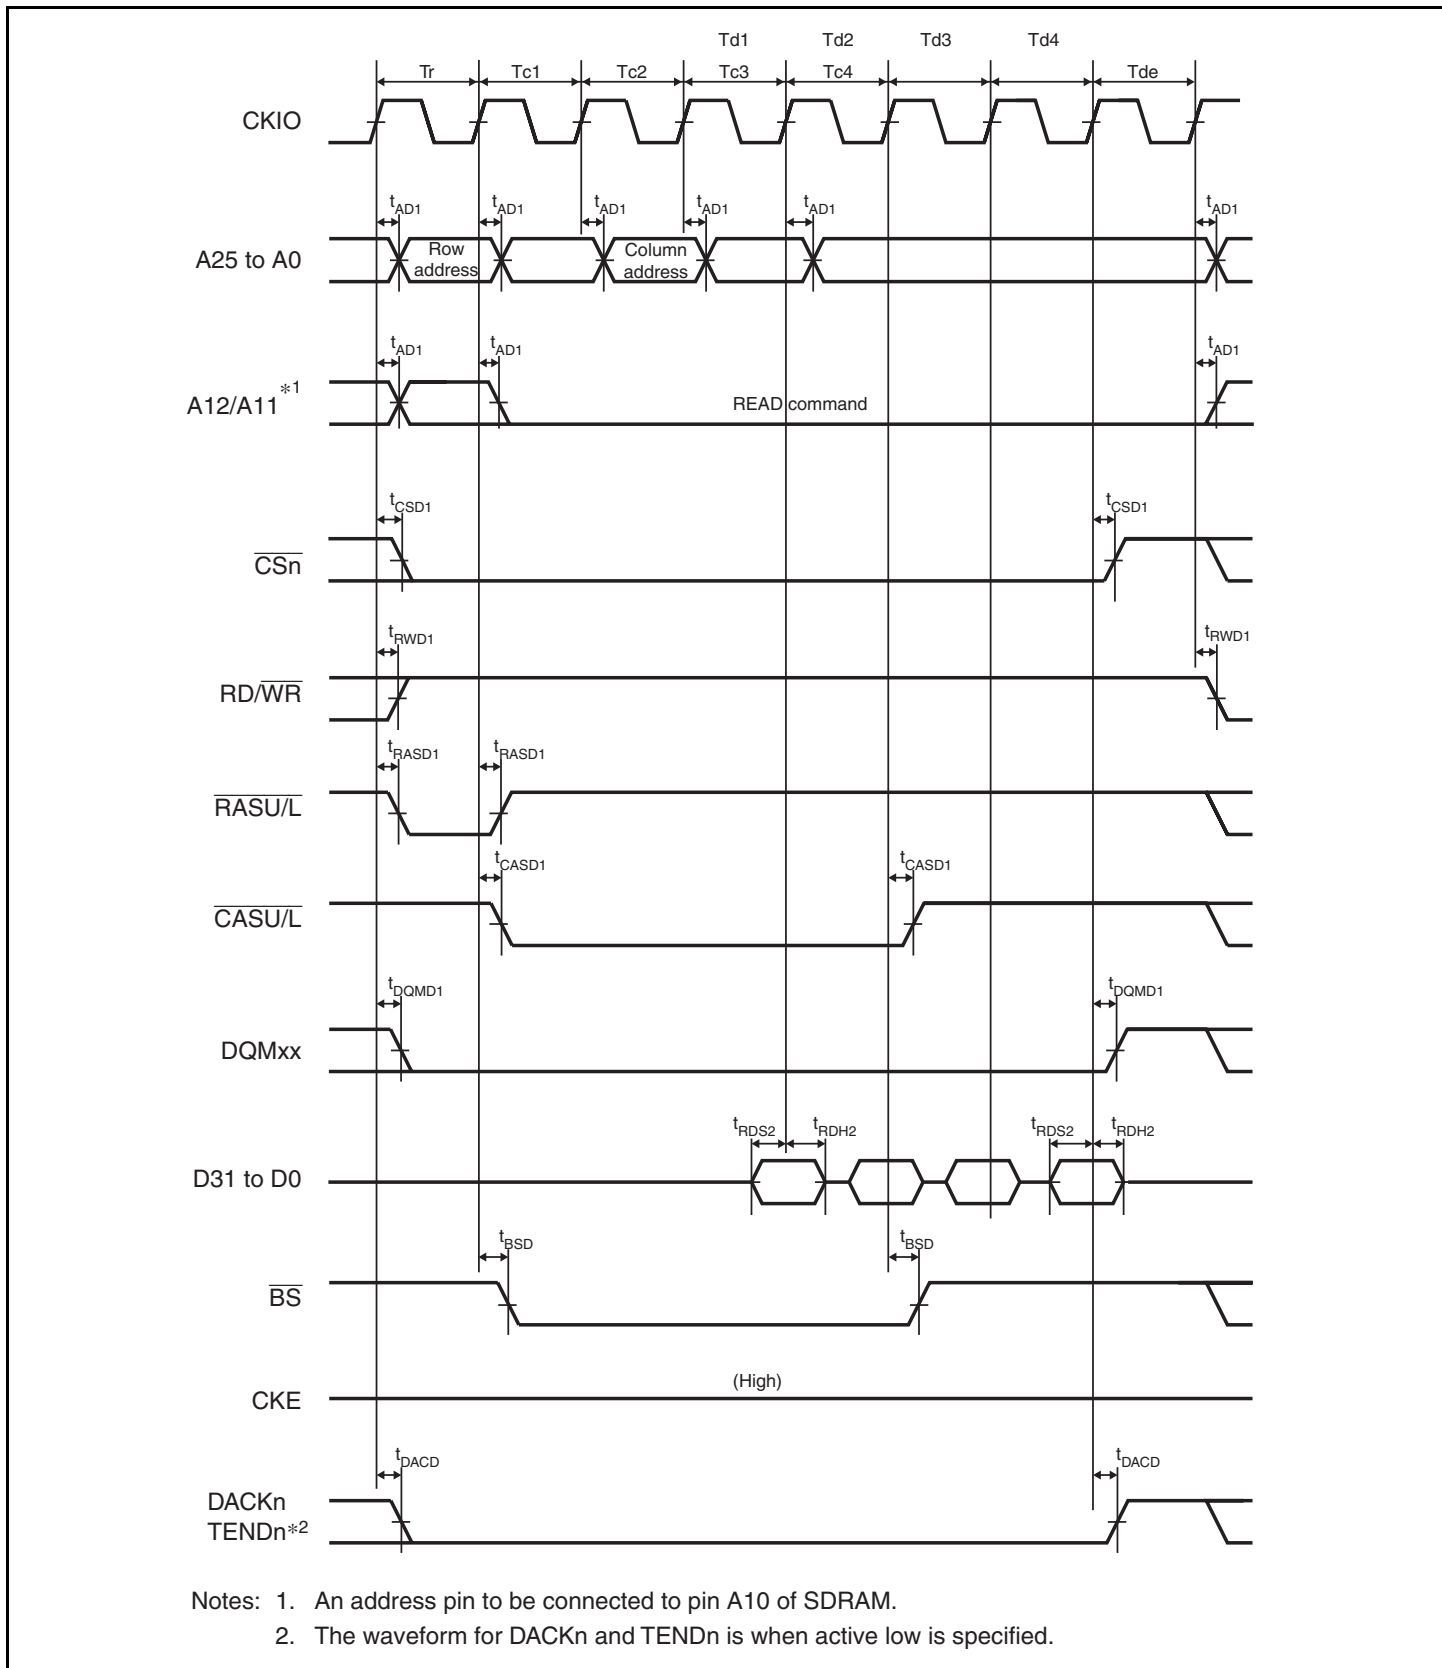 Td1 Td2 Td3 Td4
Tr Tc1 Tc2 Tc3 Tc4 Tde
CKIO
tAD1 tAD1 tAD1 tAD1 tAD1 tAD1
A25 to A0
Row address
Column address
tAD1 tAD1 tAD1
A12/A11*1
READ command
tCSD1 tCSD1
CSn
tRWD1 tRWD1
RD/WR
tRASD1 tRASD1
RASU/L
tCASD1 tCASD1
CASU/L
tDQMD1 tDQMD1
DQMxx
tRDS2 tRDH2 tRDS2 tRDH2
D31 to D0
tBSD tBSD
BS
(High)
CKE
tDACD tDACD
DACKn
TENDn*2
Notes: 1. An address pin to be connected to pin A10 of SDRAM.
2. The waveform for DACKn and TENDn is when active low is specified.